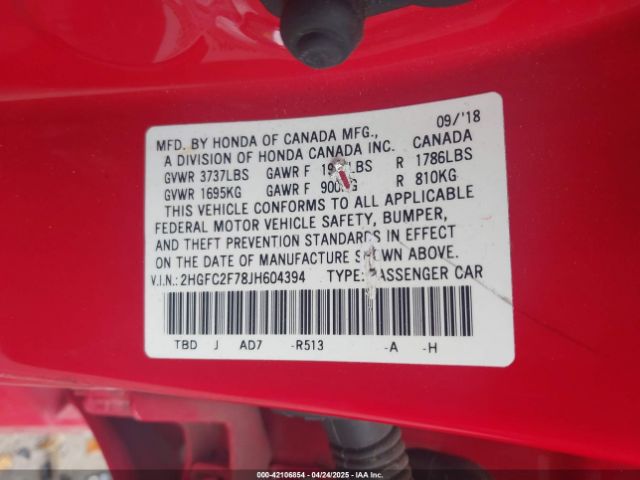 09/'18
MFD. BY HONDA OF CANADA MFG., CANADA
A DIVISION OF HONDA CANADA INC.
GVWR 3737LBS GAWR F LBS R 1786LBS
GVWR 1695KG GAWR F R 810KG
THIS VEHICLE CONFORMS TO ALL APPLICABLE
FEDERAL MOTOR VEHICLE SAFETY, BUMPER,
AND THEFT PREVENTION STANDARDS IN EFFECT
ON THE DATE OF MANUFACTURE SHOWN ABOVE.
V.I.N.: 2HGFC2F78JH604394 TYPE: PASSENGER CAR
TBD J AD7 -R513 -A -H
000-42106854 | 04/24/2025 - IAA Inc.